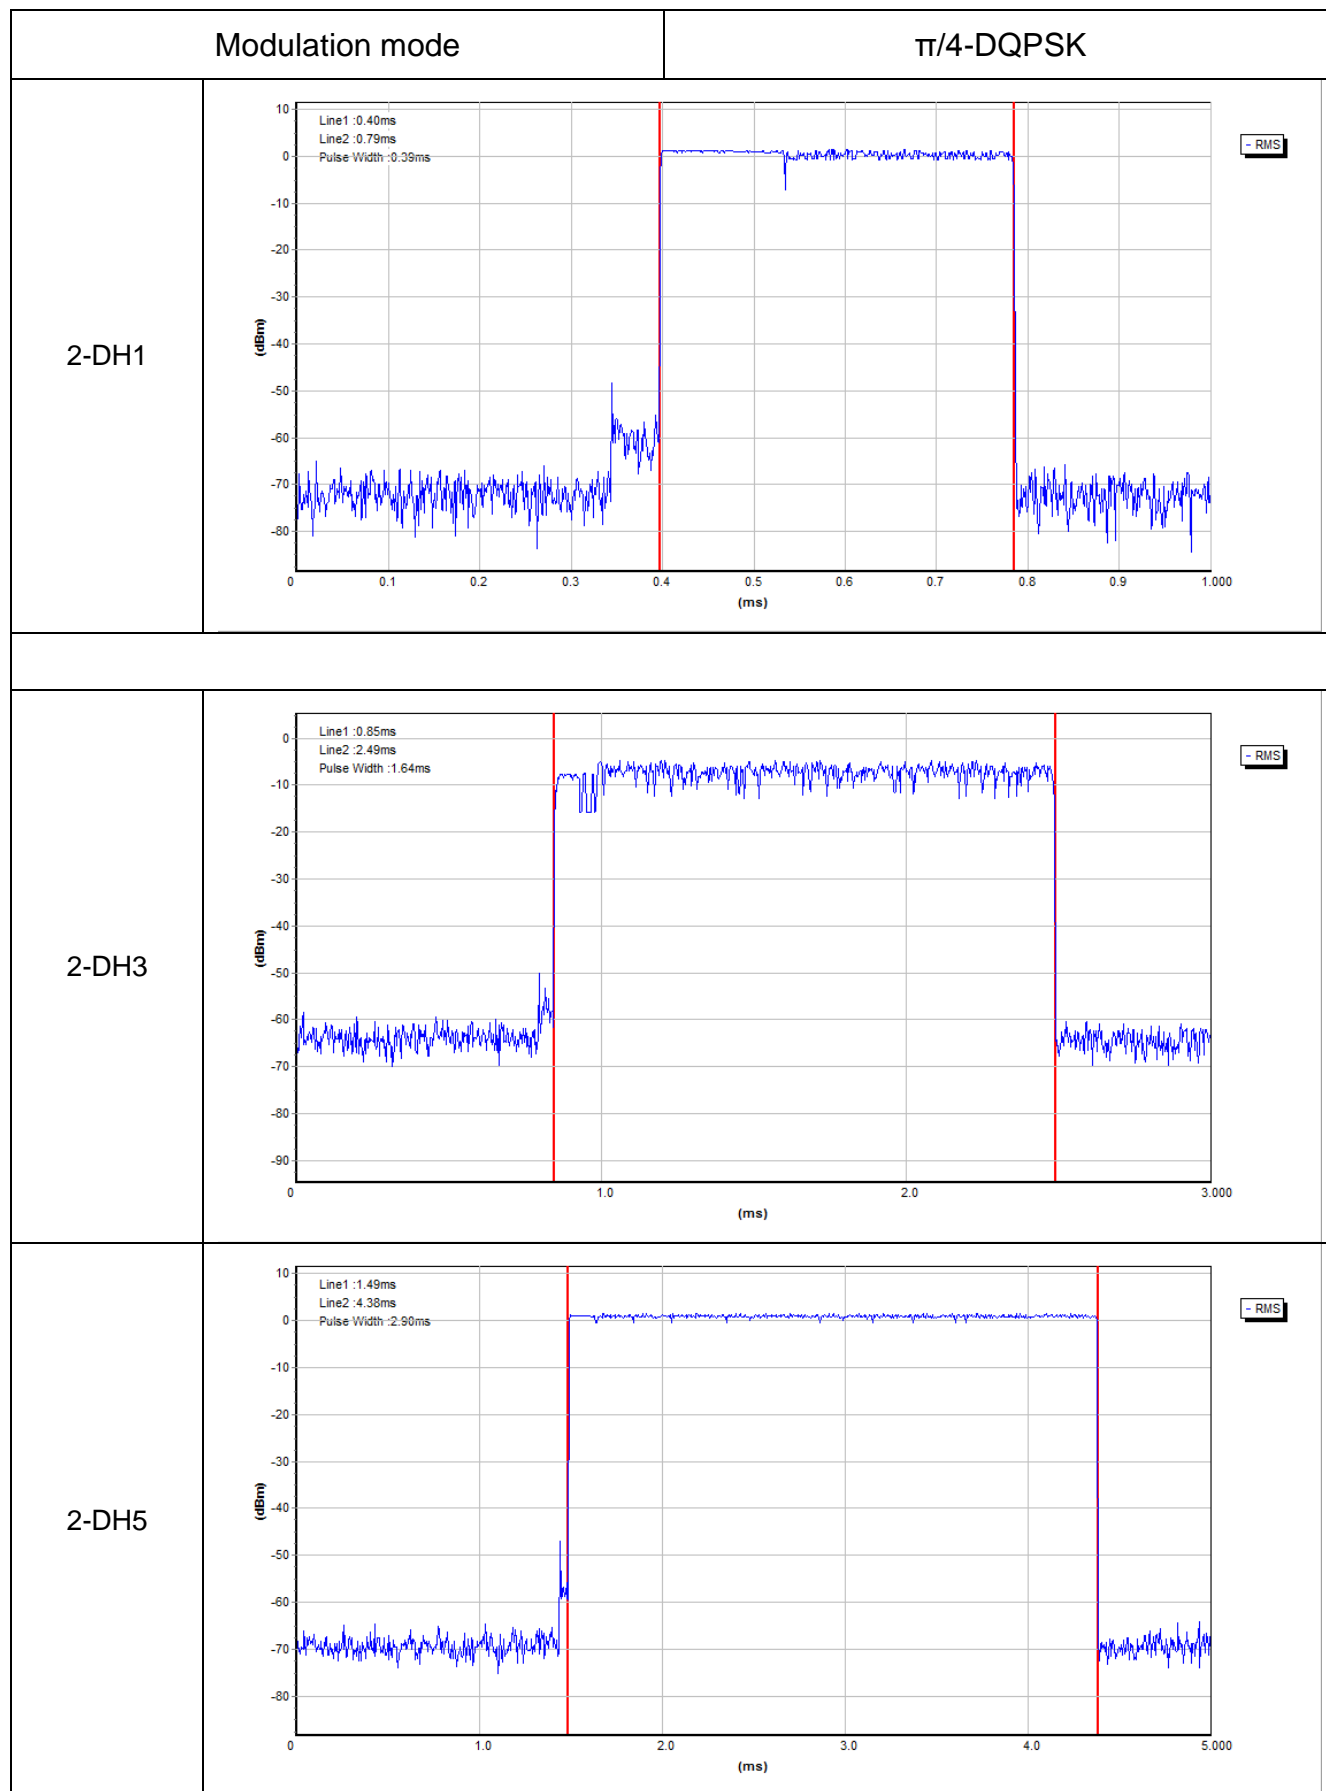 Modulation mode
π/4-DQPSK
2-DH1
Line1 :0.40ms
Line2 :0.79ms
Pulse Width :0.39ms
- RMS
10
0
-10
-20
-30
-40
-50
-60
-70
-80
(dBm)
0 0.1 0.2 0.3 0.4 0.5 0.6 0.7 0.8 0.9 1.000
(ms)
2-DH3
Line1 :0.85ms
Line2 :2.49ms
Pulse Width :1.64ms
- RMS
0
-10
-20
-30
-40
-50
-60
-70
-80
-90
(dBm)
0 1.0 2.0 3.000
(ms)
2-DH5
Line1 :1.49ms
Line2 :4.38ms
Pulse Width :2.90ms
- RMS
10
0
-10
-20
-30
-40
-50
-60
-70
-80
(dBm)
0 1.0 2.0 3.0 4.0 5.000
(ms)